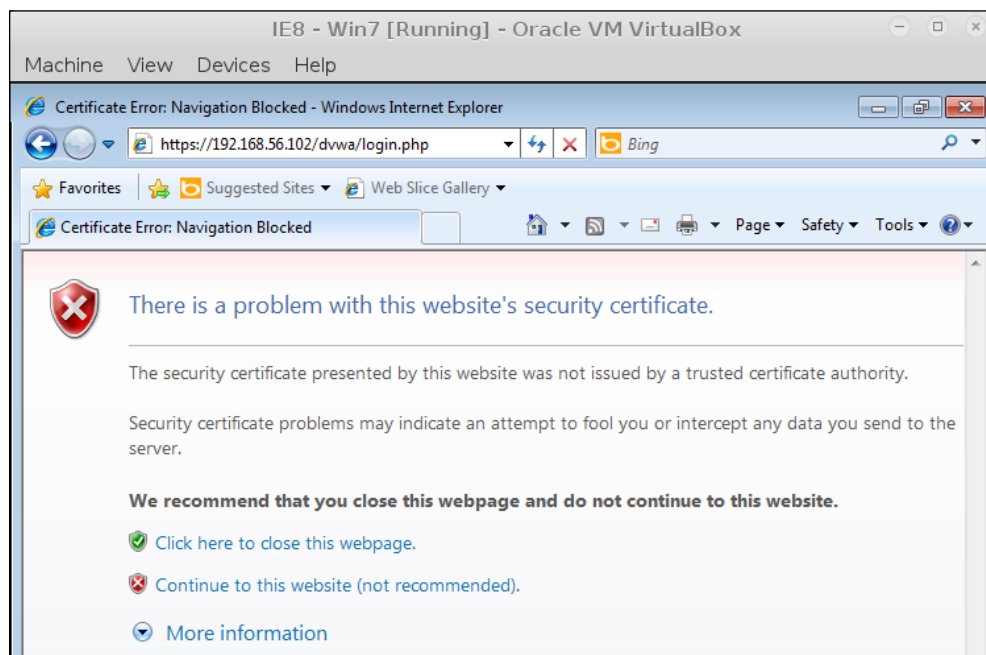 IE8 - Win7 [Running] - Oracle VM VirtualBox
Machine View Devices Help
Certificate Error: Navigation Blocked - Windows Internet Explorer
https://192.168.56.102/dvwa/login.php Bing
Favorites Suggested Sites Web Slice Gallery
Certificate Error: Navigation Blocked Page Safety Tools
There is a problem with this website's security certificate.
The security certificate presented by this website was not issued by a trusted certificate authority.
Security certificate problems may indicate an attempt to fool you or intercept any data you send to the
server.
We recommend that you close this webpage and do not continue to this website.
Click here to close this webpage.
Continue to this website (not recommended).
More information